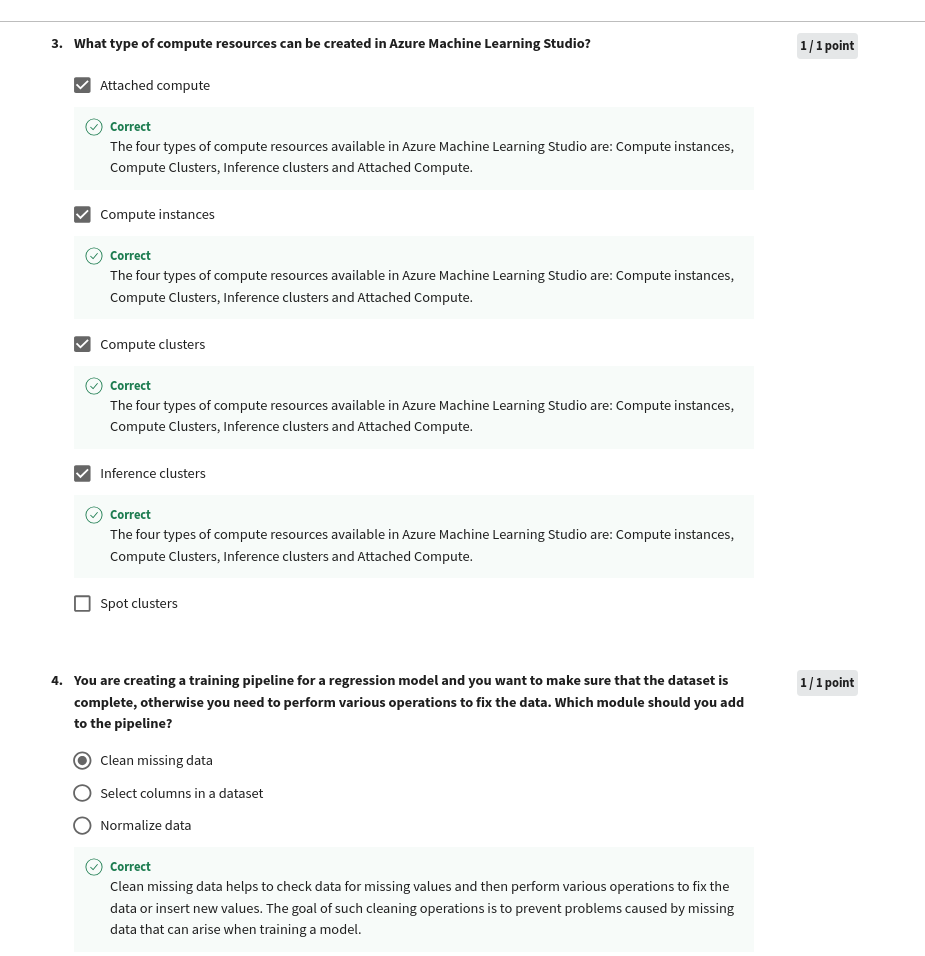 3. What type of compute resources can be created in Azure Machine Learning Studio?
1 / 1 point
Attached compute
Correct
The four types of compute resources available in Azure Machine Learning Studio are: Compute instances,
Compute Clusters, Inference clusters and Attached Compute.
Compute instances
Correct
The four types of compute resources available in Azure Machine Learning Studio are: Compute instances,
Compute Clusters, Inference clusters and Attached Compute.
Compute clusters
Correct
The four types of compute resources available in Azure Machine Learning Studio are: Compute instances,
Compute Clusters, Inference clusters and Attached Compute.
Inference clusters
Correct
The four types of compute resources available in Azure Machine Learning Studio are: Compute instances,
Compute Clusters, Inference clusters and Attached Compute.
Spot clusters
4. You are creating a training pipeline for a regression model and you want to make sure that the dataset is
1 / 1 point
complete, otherwise you need to perform various operations to fix the data. Which module should you add
to the pipeline?
Clean missing data
Select columns in a dataset
Normalize data
Correct
Clean missing data helps to check data for missing values and then perform various operations to fix the
data or insert new values. The goal of such cleaning operations is to prevent problems caused by missing
data that can arise when training a model.